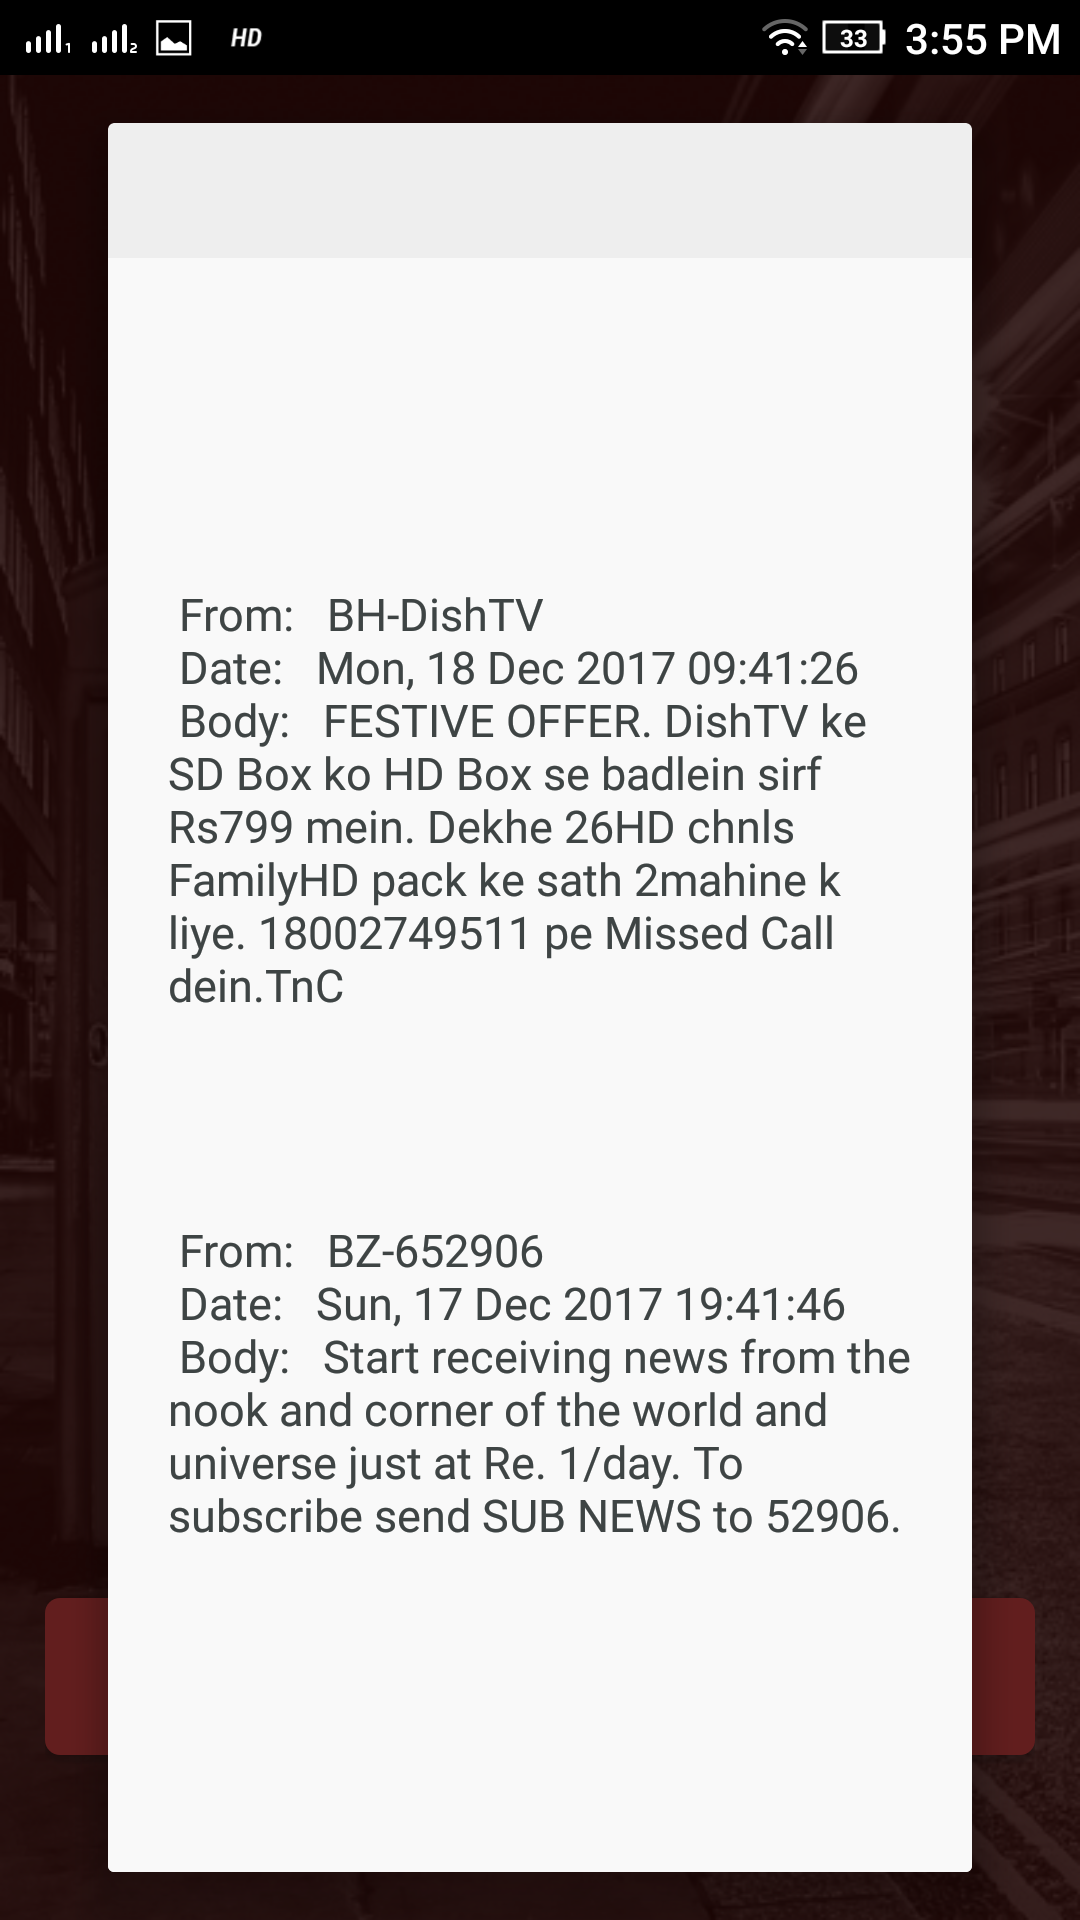 1 2 HD 33 3:55 PM
From: BH-DishTV
Date: Mon, 18 Dec 2017 09:41:26
Body: FESTIVE OFFER. DishTV ke
SD Box ko HD Box se badlein sirf
Rs799 mein. Dekhe 26HD chnls
FamilyHD pack ke sath 2mahine k
liye. 18002749511 pe Missed Call
dein.TnC
From: BZ-652906
Date: Sun, 17 Dec 2017 19:41:46
Body: Start receiving news from the
nook and corner of the world and
universe just at Re. 1/day. To
subscribe send SUB NEWS to 52906.